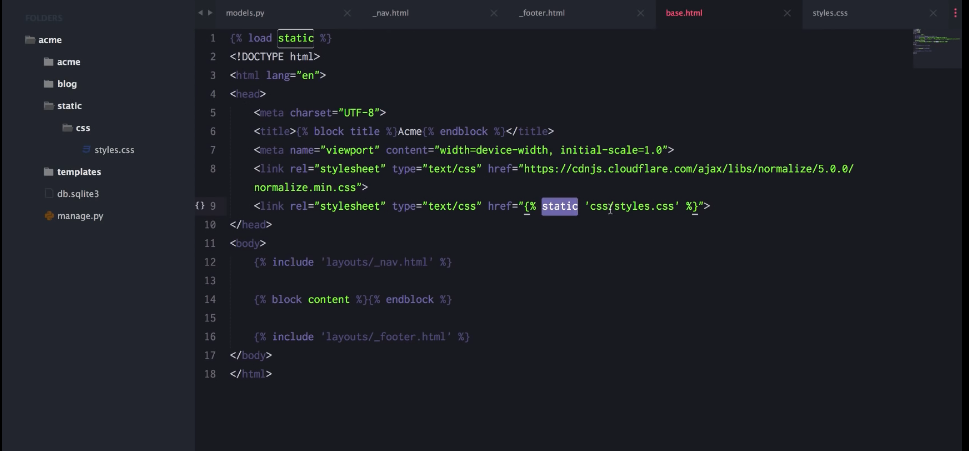 FOLDERS
acme
acme
blog
static
css
styles.css
templates
db.sqlite3
manage.py
models.py
_nav.html
_footer.html
base.html
styles.css
1 {% load static %}
2 <!DOCTYPE html>
3 <html lang="en">
4 <head>
5 <meta charset="UTF-8">
6 <title>{% block title %}Acme{% endblock %}</title>
7 <meta name="viewport" content="width=device-width, initial-scale=1.0">
8 <link rel="stylesheet" type="text/css" href="https://cdnjs.cloudflare.com/ajax/libs/normalize/5.0.0/
normalize.min.css">
{} 9 <link rel="stylesheet" type="text/css" href="{% static 'css/styles.css' %}">
10 </head>
11 <body>
12 {% include 'layouts/_nav.html' %}
13
14 {% block content %}{% endblock %}
15
16 {% include 'layouts/_footer.html' %}
17 </body>
18 </html>